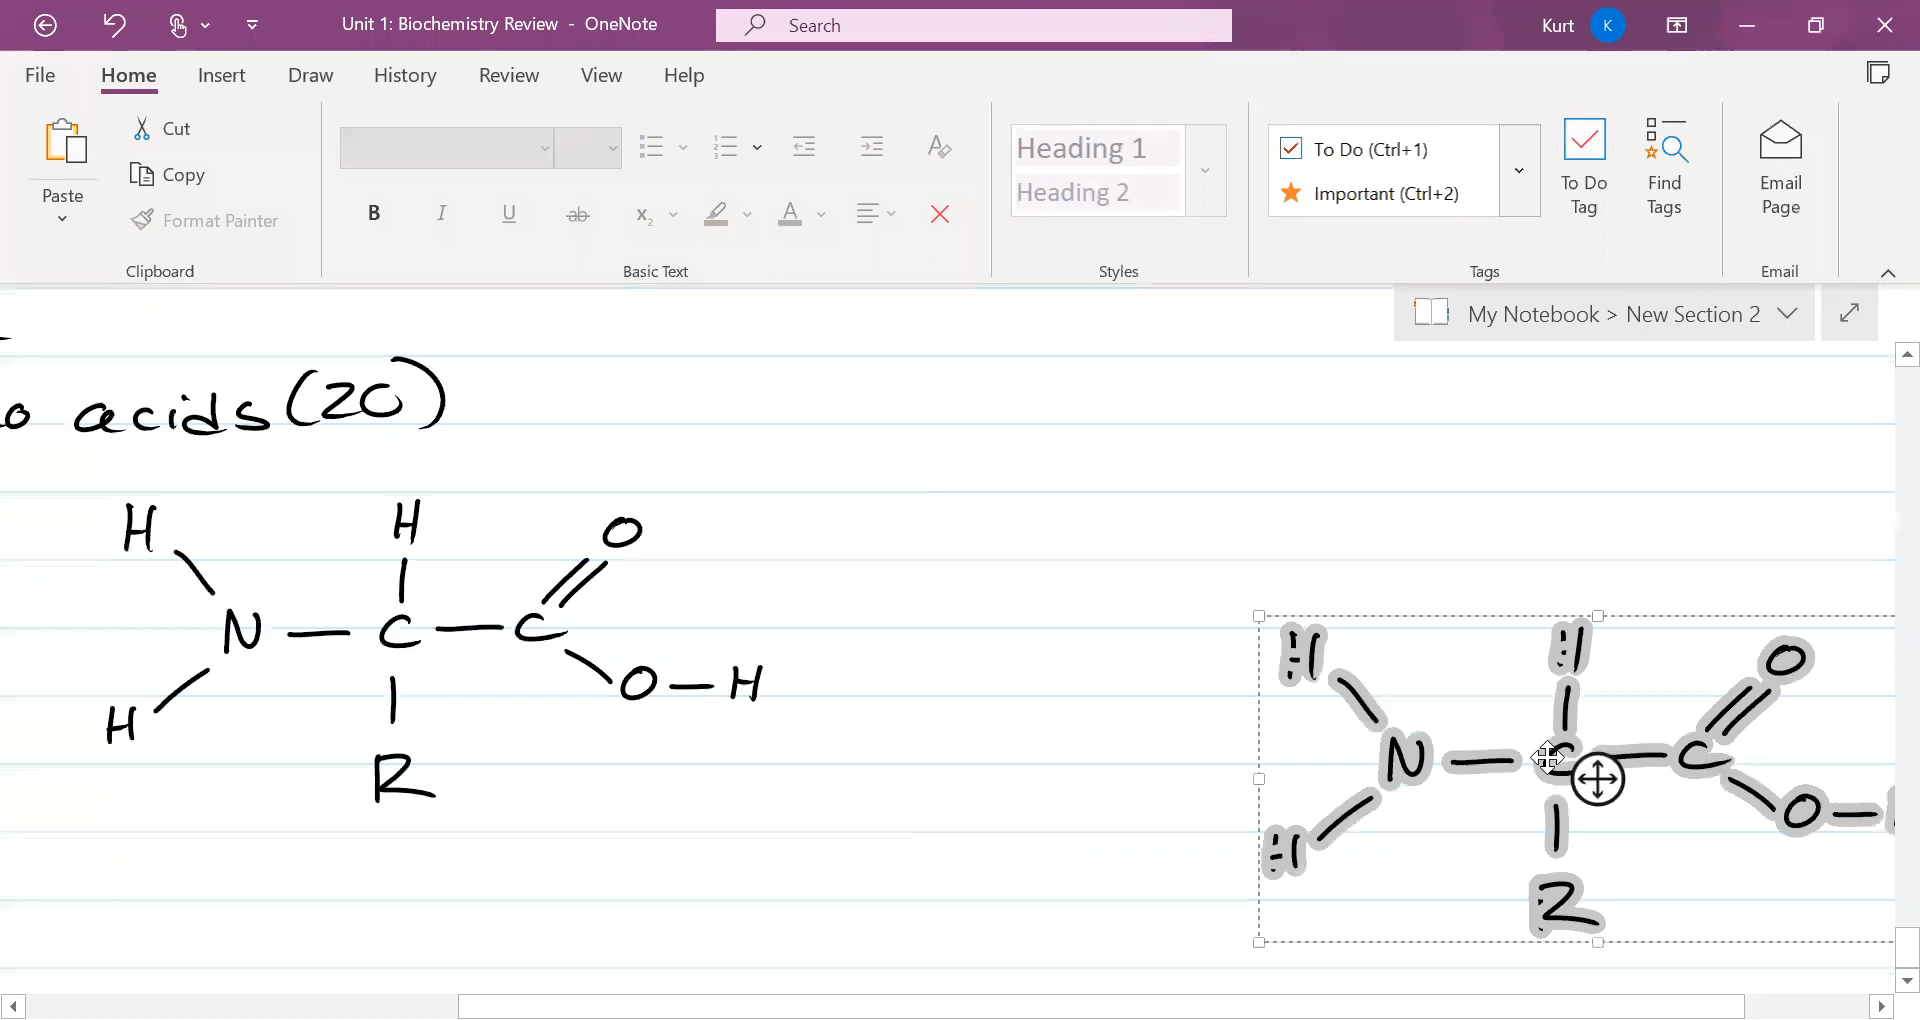 Unit 1: Biochemistry Review - OneNote
Search
Kurt
K
File Home Insert Draw History Review View Help
Paste
Cut
Copy
Format Painter
Clipboard
B I U ab x₂ A
Basic Text
Heading 1
Heading 2
Styles
To Do (Ctrl+1)
Important (Ctrl+2)
To Do Tag
Find Tags
Tags
Email Page
Email
My Notebook > New Section 2
o acids (20)
H H O
N — C — C
H O — H
R
H H O
N — C — C
H O —
R